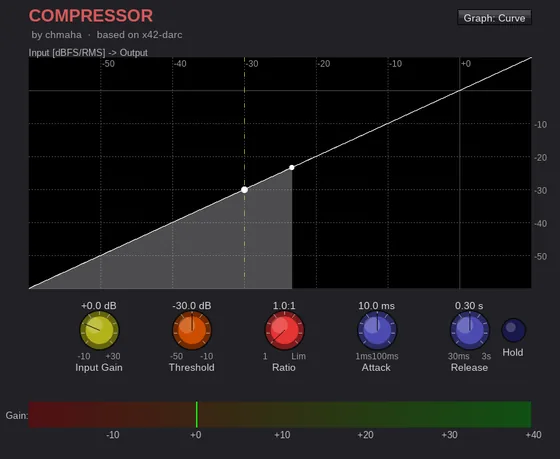 COMPRESSOR
Graph: Curve
by chmaha · based on x42-darc
Input [dBFS/RMS] -> Output
-50 -40 -30 -20 -10 +0
-10
-20
-30
-40
-50
+0.0 dB -30.0 dB 1.0:1 10.0 ms 0.30 s
-10 +30 -50 -10 1 Lim 1ms100ms 30ms 3s Hold
Input Gain Threshold Ratio Attack Release
Gain:
-10 +0 +10 +20 +30 +40